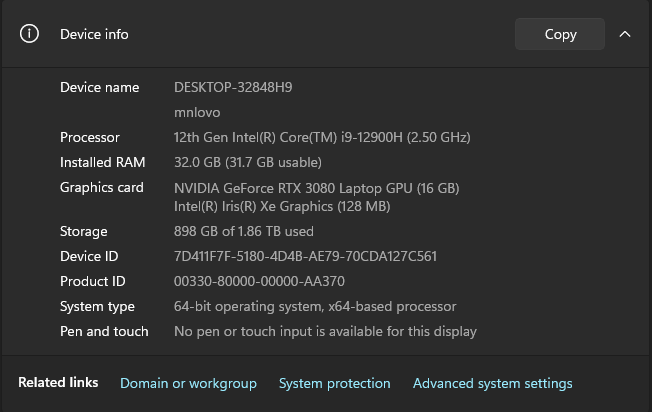 Device info
Copy
Device name DESKTOP-32848H9
mnlovo
Processor 12th Gen Intel(R) Core(TM) i9-12900H (2.50 GHz)
Installed RAM 32.0 GB (31.7 GB usable)
Graphics card NVIDIA GeForce RTX 3080 Laptop GPU (16 GB)
Intel(R) Iris(R) Xe Graphics (128 MB)
Storage 898 GB of 1.86 TB used
Device ID 7D411F7F-5180-4D4B-AE79-70CDA127C561
Product ID 00330-80000-00000-AA370
System type 64-bit operating system, x64-based processor
Pen and touch No pen or touch input is available for this display
Related links Domain or workgroup System protection Advanced system settings